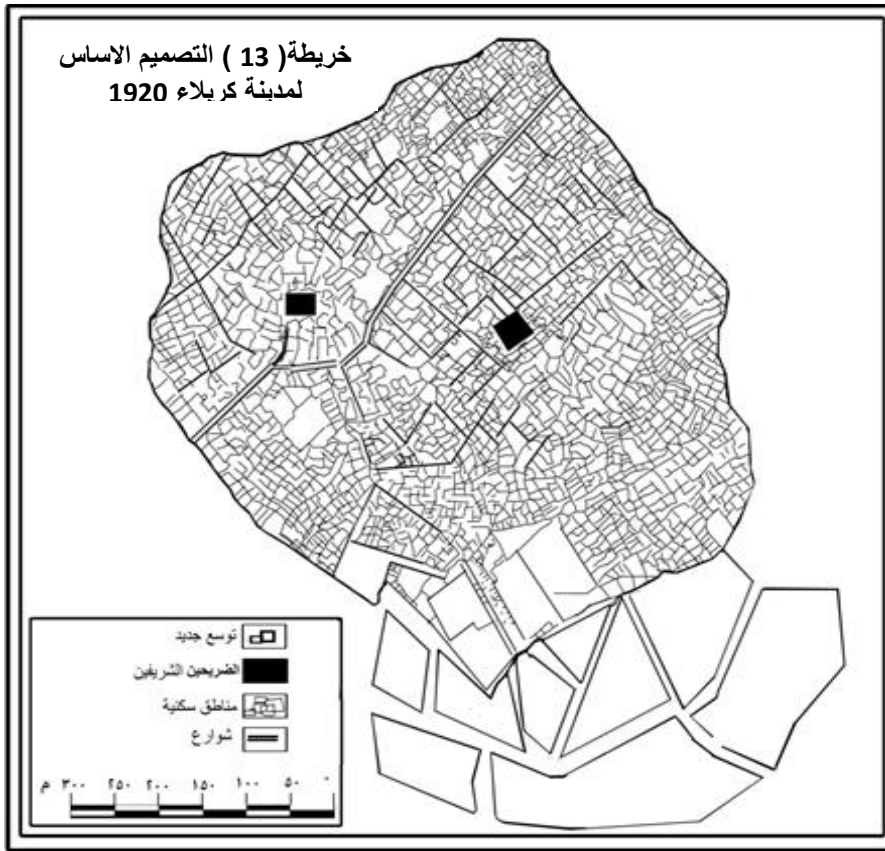 خريطة( 13 ) التصميم الاساس
لمدينة كربلاء 1920
توسع جديد
الضريحين الشريفين
مناطق سكنية
شوارع
م ٣٠٠ ٢٥٠ ٢٠٠ ١٥٠ ١٠٠ ٥٠ ٠